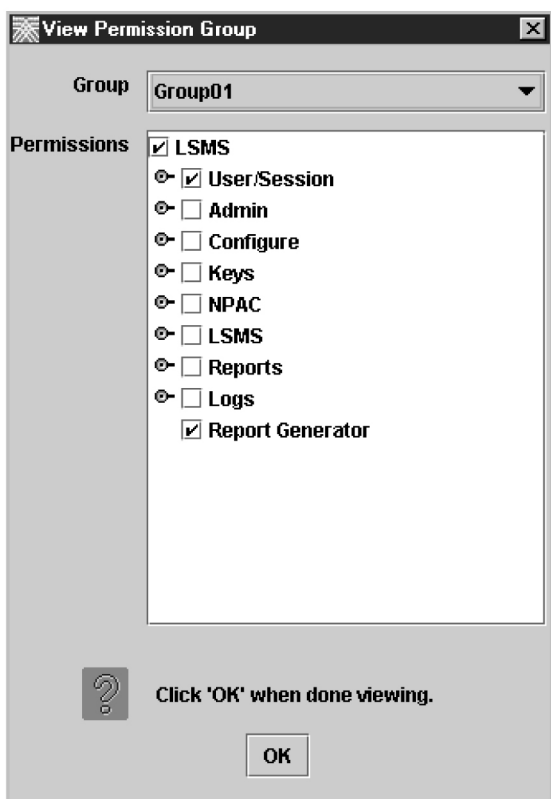 View Permission Group
Group Group01
Permissions LSMS
User/Session
Admin
Configure
Keys
NPAC
LSMS
Reports
Logs
Report Generator
Click 'OK' when done viewing.
OK